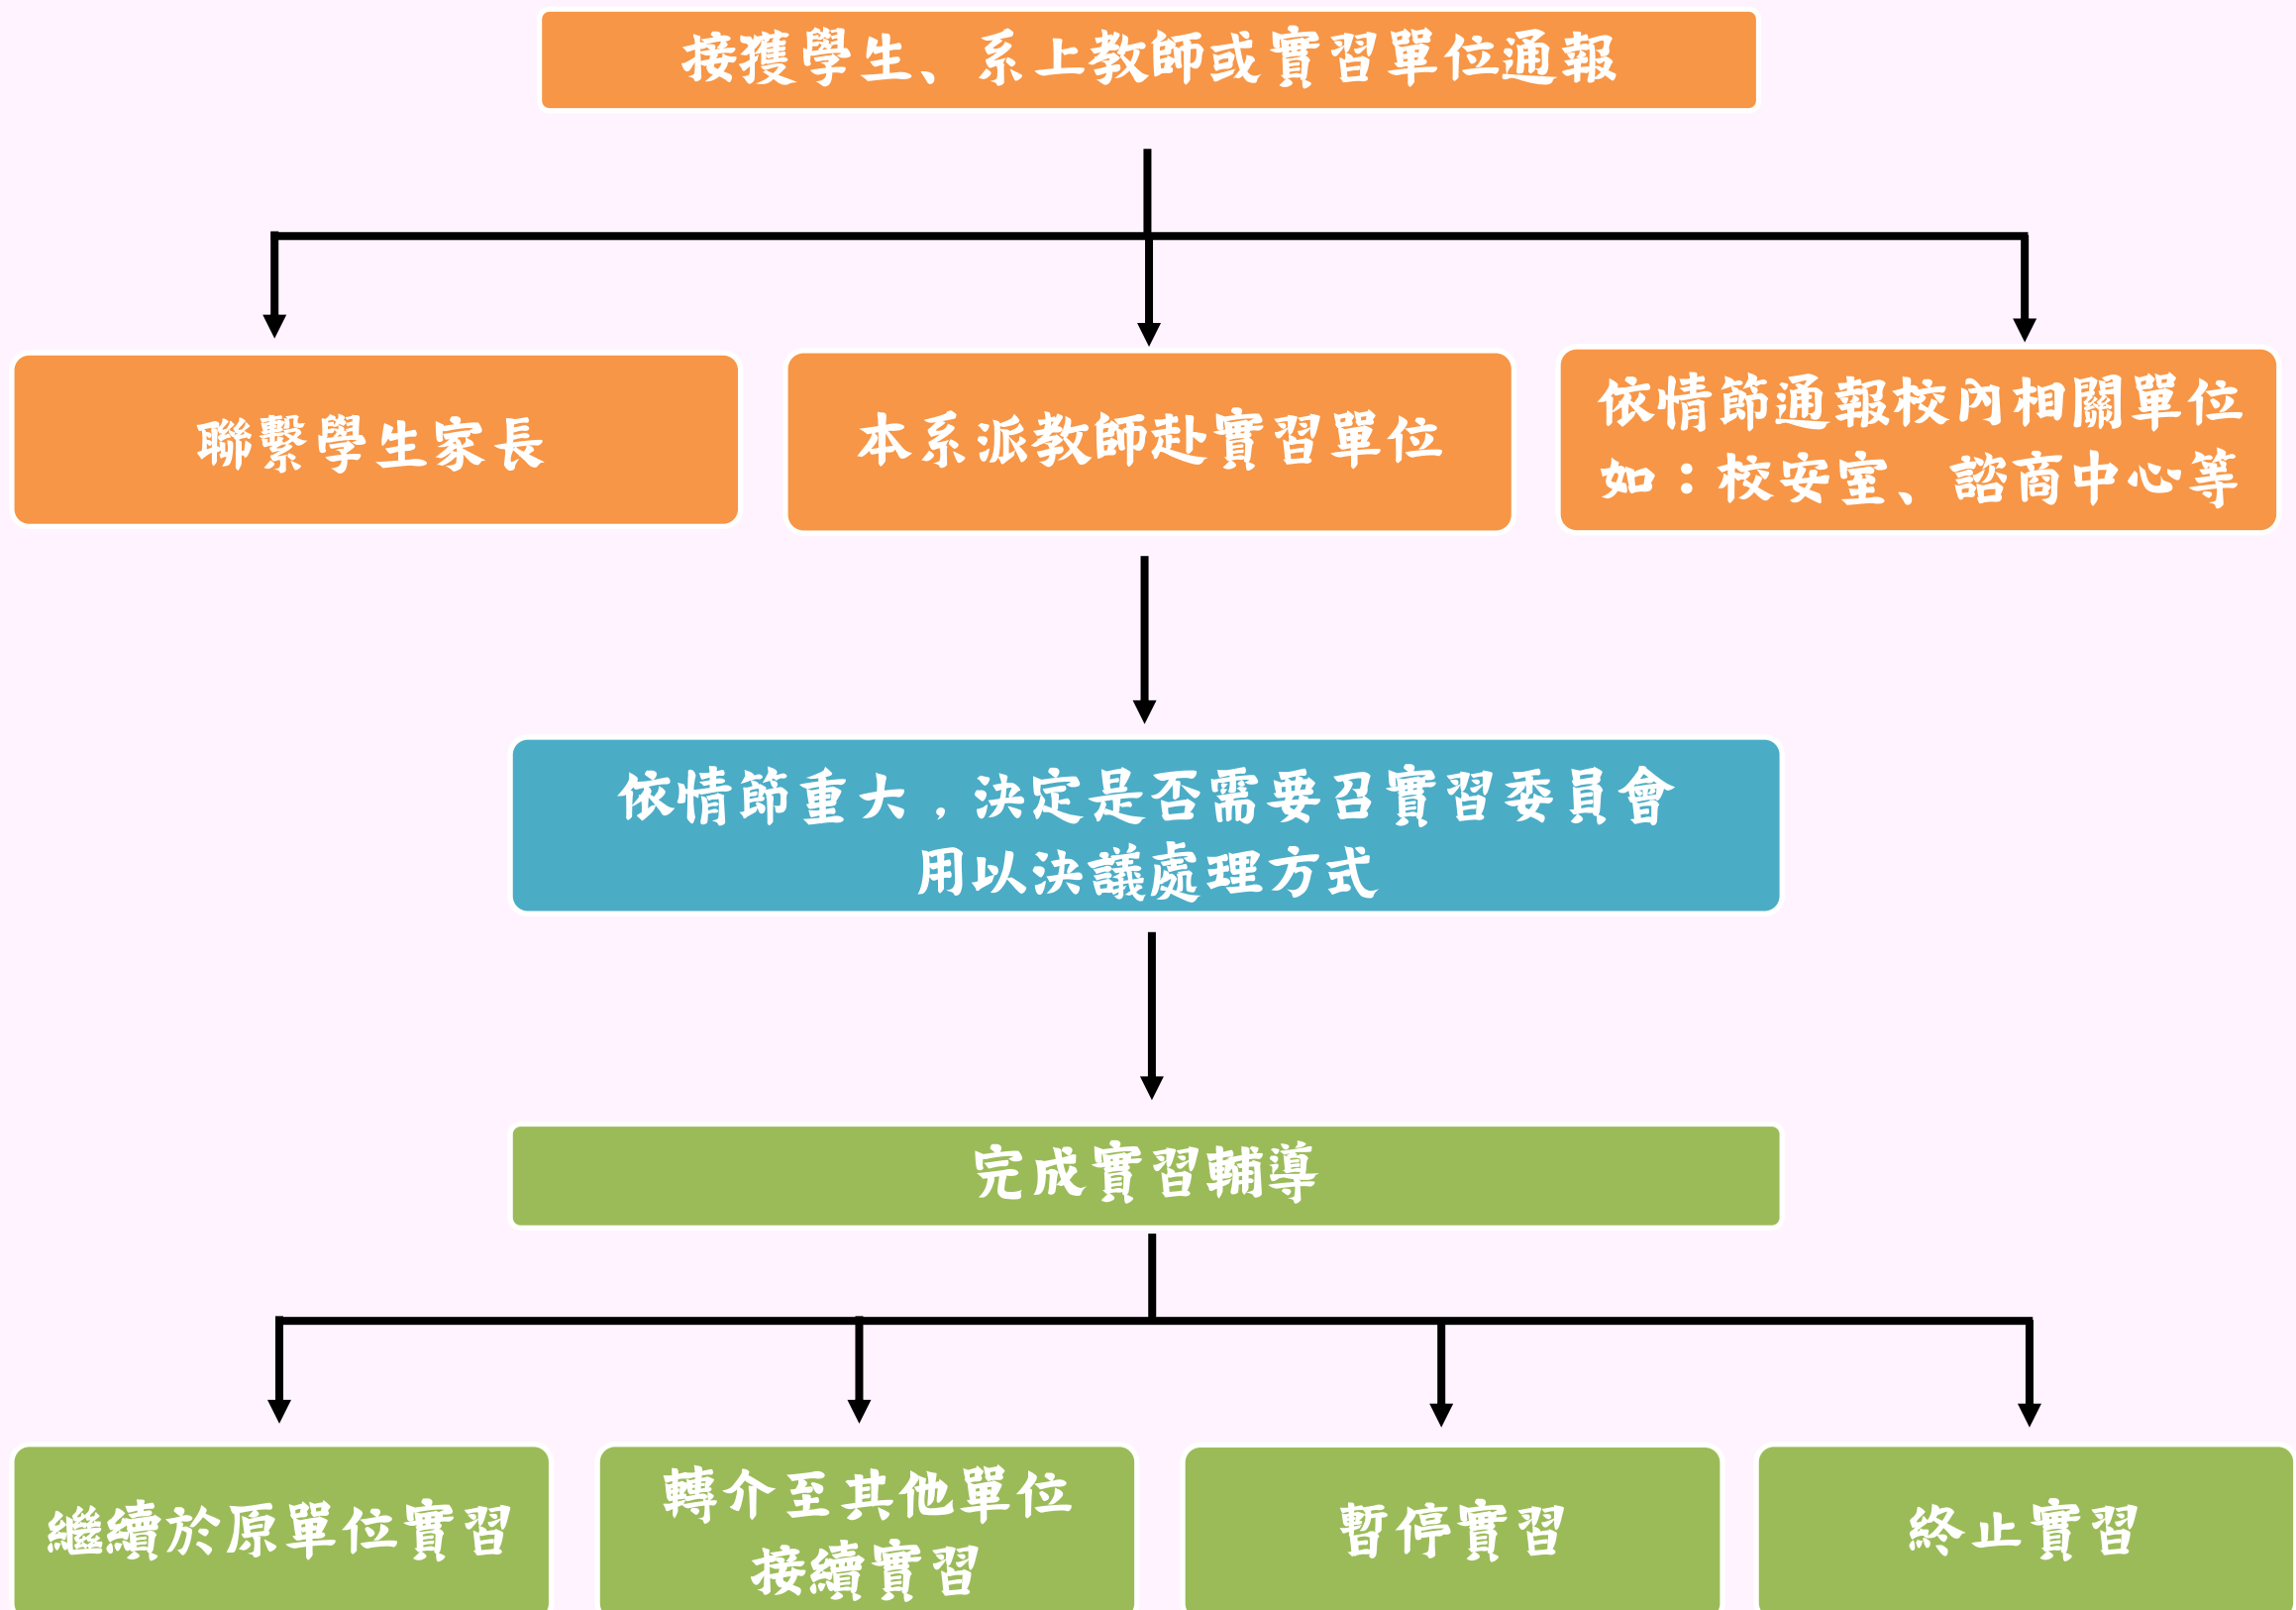 接獲學生、系上教師或實習單位通報
聯繫學生家長
本系派教師赴實習單位
依情節通報校內相關單位
如：校安室、諮商中心等
依情節重大，決定是否需要召實習委員會
用以決議處理方式
完成實習輔導
繼續於原單位實習
轉介至其他單位
接續實習
暫停實習
終止實習